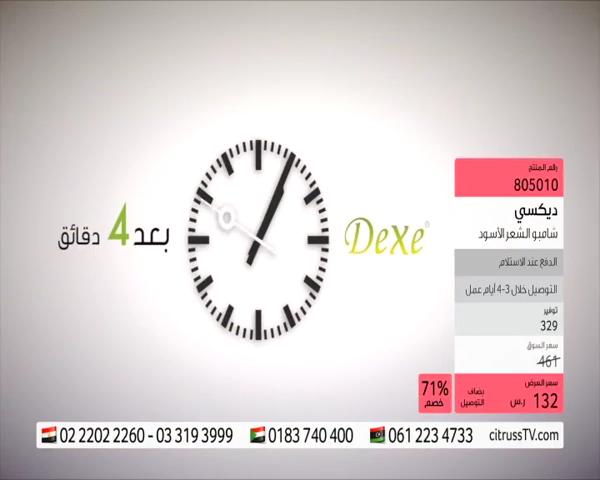 بعد 4 دقائق
DeXe®
رقم المنتج
805010
ديكسي
شامبو الشعر الأسود
الدفع عند الاستلام
التوصيل خلال 3-4 أيام عمل
توفير
329
سعر السوق
461
سعر العرض
132 ر.س
يضاف التوصيل
71%
خصم
02 2202 2260 - 03 319 3999
0183 740 400
061 223 4733
citrussTV.com